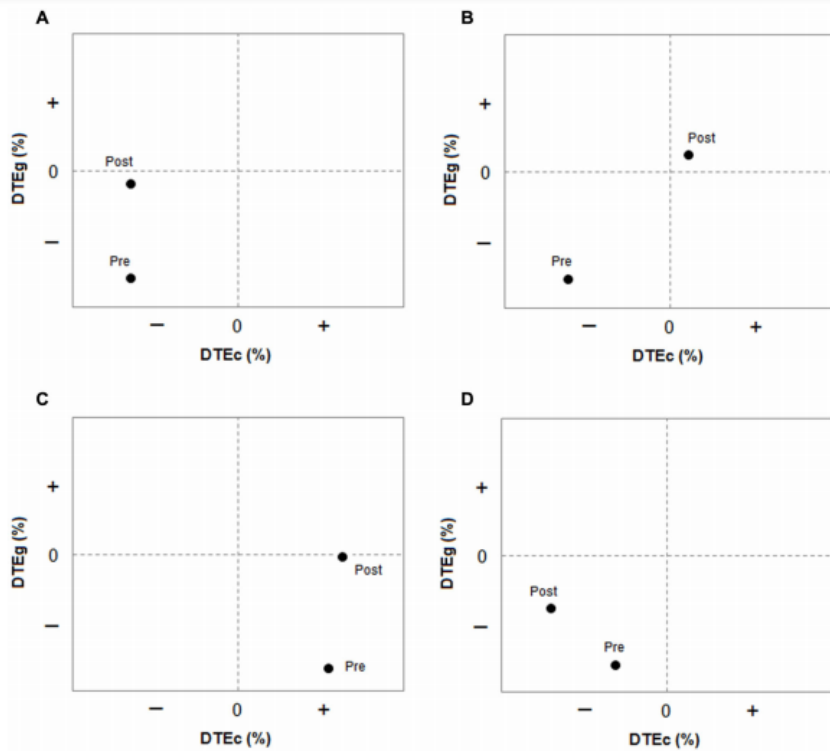 A
+
DTEg (%)
0
−
Post
Pre
− 0 +
DTEc (%)
B
+
DTEg (%)
0
−
Post
Pre
− 0 +
DTEc (%)
C
+
DTEg (%)
0
−
Post
Pre
− 0 +
DTEc (%)
D
+
DTEg (%)
0
−
Post
Pre
− 0 +
DTEc (%)